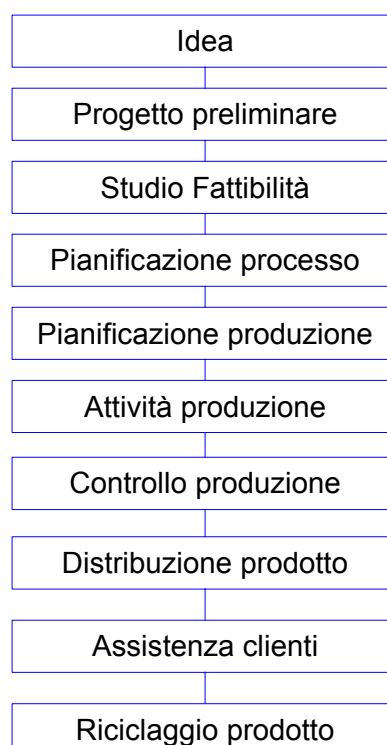 Idea
Progetto preliminare
Studio Fattibilità
Pianificazione processo
Pianificazione produzione
Attività produzione
Controllo produzione
Distribuzione prodotto
Assistenza clienti
Riciclaggio prodotto